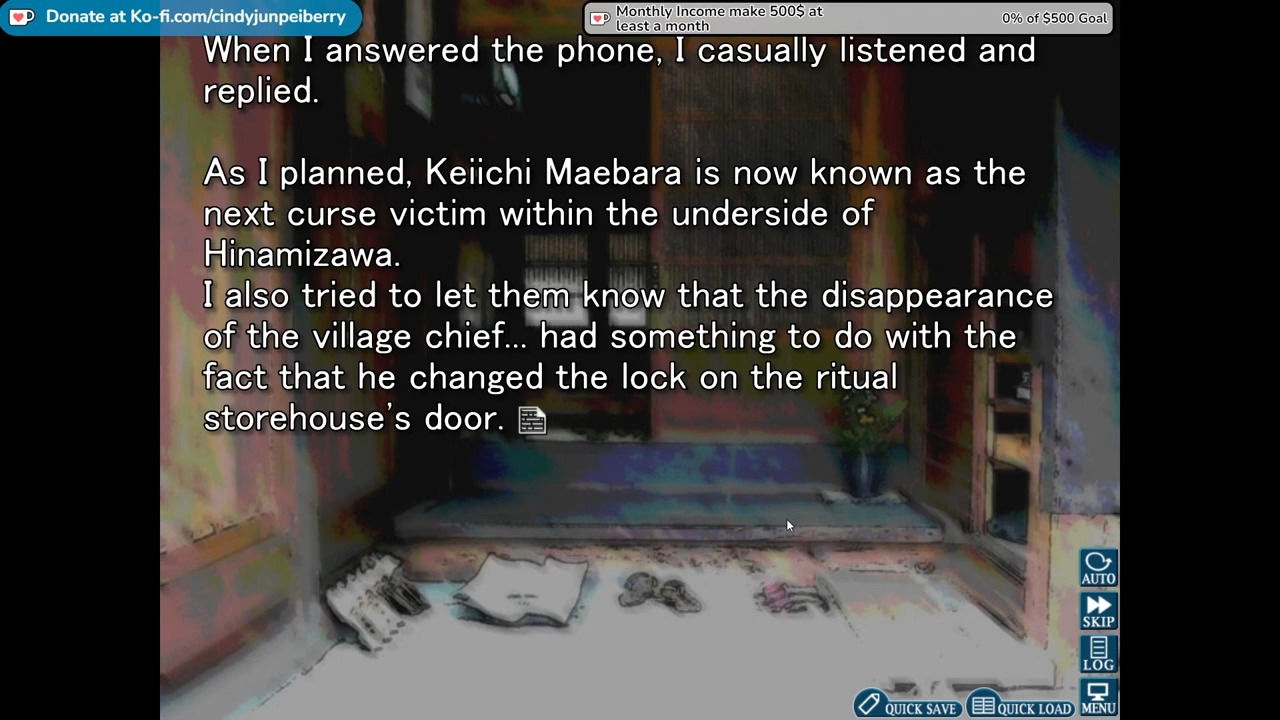 Donate at Ko-fi.com/cindyjunpeiberry
Monthly Income make 500$ at
least a month
0% of $500 Goal
When I answered the phone, I casually listened and
replied.
As I planned, Keiichi Maebara is now known as the
next curse victim within the underside of
Hinamizawa.
I also tried to let them know that the disappearance
of the village chief... had something to do with the
fact that he changed the lock on the ritual
storehouse's door.
AUTO
SKIP
LOG
MENU
QUICK SAVE
QUICK LOAD